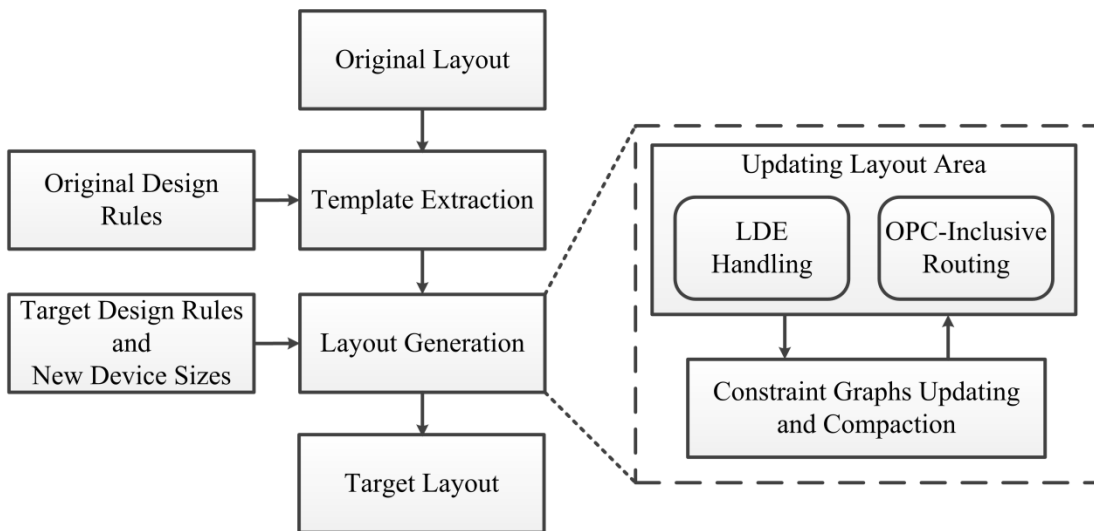 Original Layout
Original Design
Rules
Template Extraction
Target Design Rules
and
New Device Sizes
Layout Generation
Target Layout
Updating Layout Area
LDE
Handling
OPC-Inclusive
Routing
Constraint Graphs Updating
and Compaction